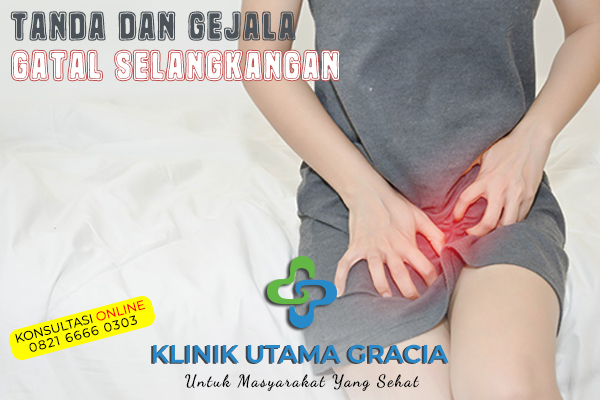 TANDA DAN GEJALA
GATAL SELANGKANGAN
KONSULTASI ONLINE
0821 6666 0303
KLINIK UTAMA GRACIA
Untuk Masyarakat Yang Sehat